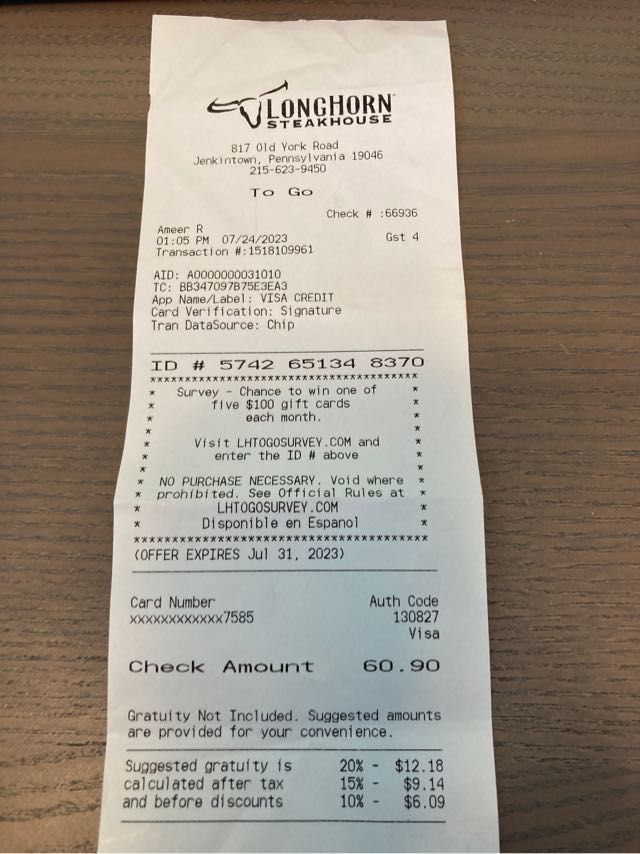 LONGHORN
STEAKHOUSE
817 Old York Road
Jenkintown, Pennsylvania 19046
215-623-9450
To Go
Check # :66936
Ameer R
01:05 PM 07/24/2023 Gst 4
Transaction #:1518109961
AID: A0000000031010
TC: BB347097B75E3EA3
App Name/Label: VISA CREDIT
Card Verification: Signature
Tran DataSource: Chip
ID # 5742 65134 8370
******************************************
* Survey - Chance to win one of *
* five $100 gift cards *
* each month. *
* *
* Visit LHTOGOSURVEY.COM and *
* enter the ID # above *
* *
* NO PURCHASE NECESSARY. Void where *
* prohibited. See Official Rules at *
* LHTOGOSURVEY.COM *
* Disponible en Espanol *
******************************************
(OFFER EXPIRES Jul 31, 2023)
Card Number Auth Code
xxxxxxxxxxxx7585 130827
Visa
Check Amount 60.90
Gratuity Not Included. Suggested amounts
are provided for your convenience.
Suggested gratuity is 20% - $12.18
calculated after tax 15% - $9.14
and before discounts 10% - $6.09